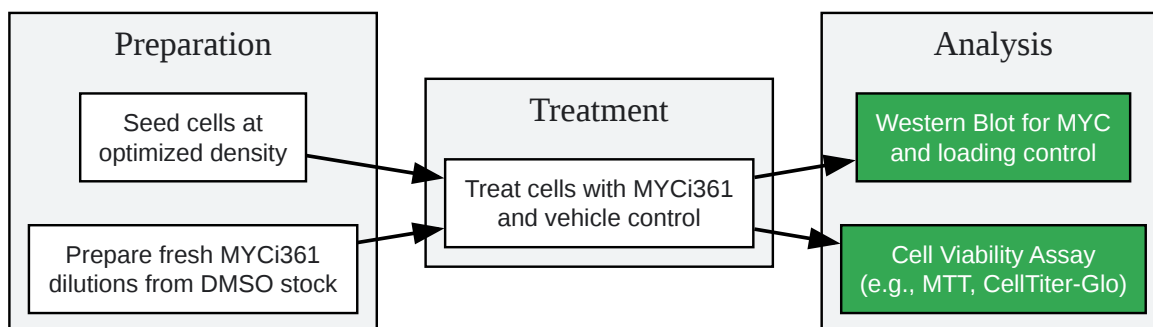 Preparation
Seed cells at
optimized density
Prepare fresh MYCi361
dilutions from DMSO stock
Treatment
Treat cells with MYCi361
and vehicle control
Analysis
Western Blot for MYC
and loading control
Cell Viability Assay
(e.g., MTT, CellTiter-Glo)